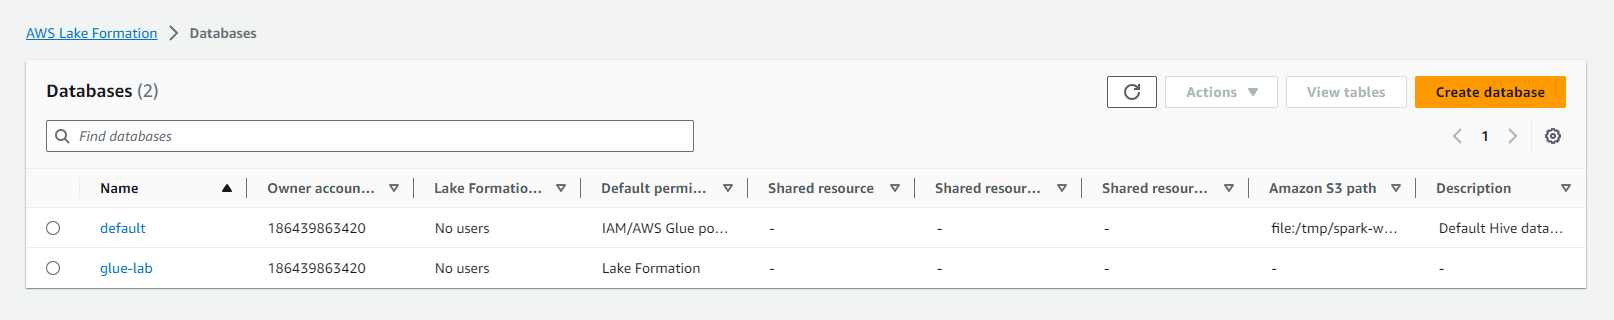 AWS Lake Formation > Databases
Databases (2)
Actions View tables Create database
Find databases
1
Name Owner accoun... Lake Formatio... Default permi... Shared resource Shared resour... Shared resour... Amazon S3 path Description
default 186439863420 No users IAM/AWS Glue po... - - - file:/tmp/spark-w... Default Hive data...
glue-lab 186439863420 No users Lake Formation - - - - -